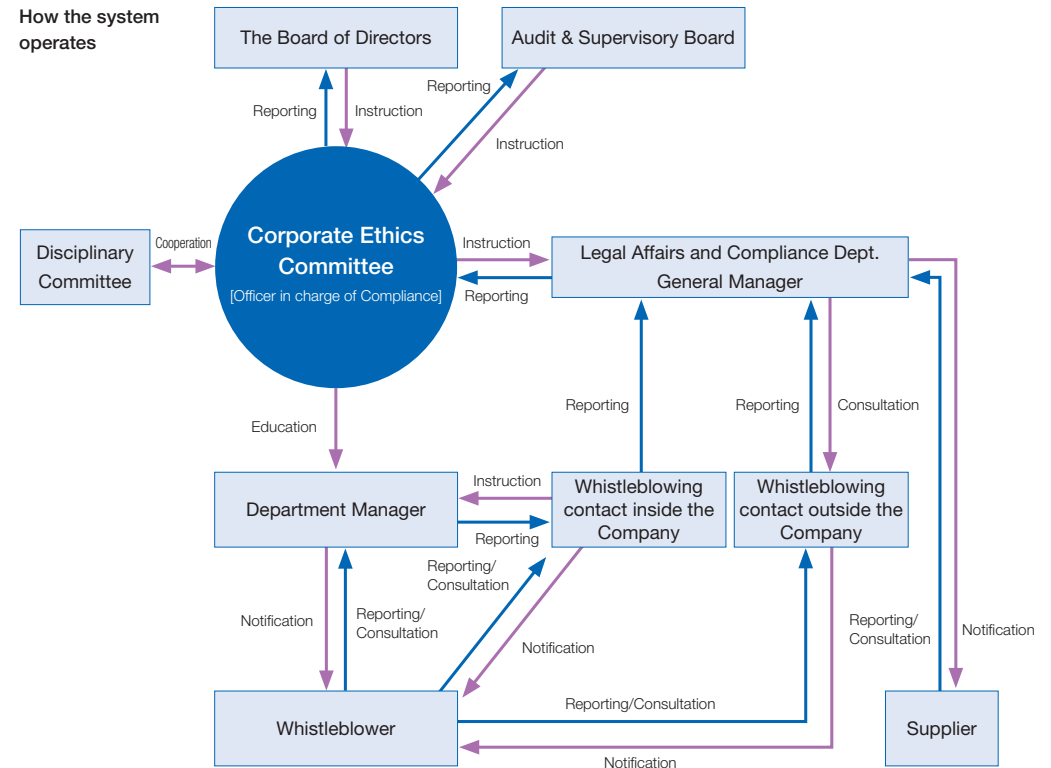 How the system
operates
The Board of Directors
Audit & Supervisory Board
Reporting
Instruction
Reporting
Instruction
Disciplinary
Committee
Cooperation
Corporate Ethics
Committee
[Officer in charge of Compliance]
Instruction
Reporting
Legal Affairs and Compliance Dept.
General Manager
Education
Reporting
Reporting
Consultation
Department Manager
Instruction
Reporting
Whistleblowing
contact inside the
Company
Whistleblowing
contact outside the
Company
Notification
Reporting/
Consultation
Reporting/
Consultation
Notification
Reporting/
Consultation
Notification
Whistleblower
Reporting/Consultation
Notification
Supplier